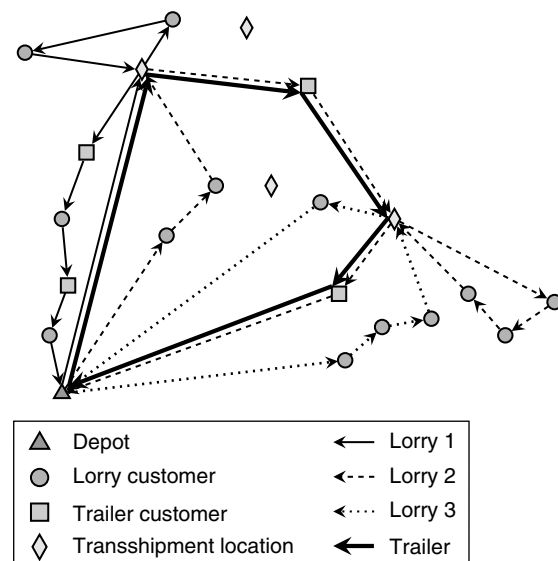 Depot
Lorry customer
Trailer customer
Transshipment location
Lorry 1
Lorry 2
Lorry 3
Trailer